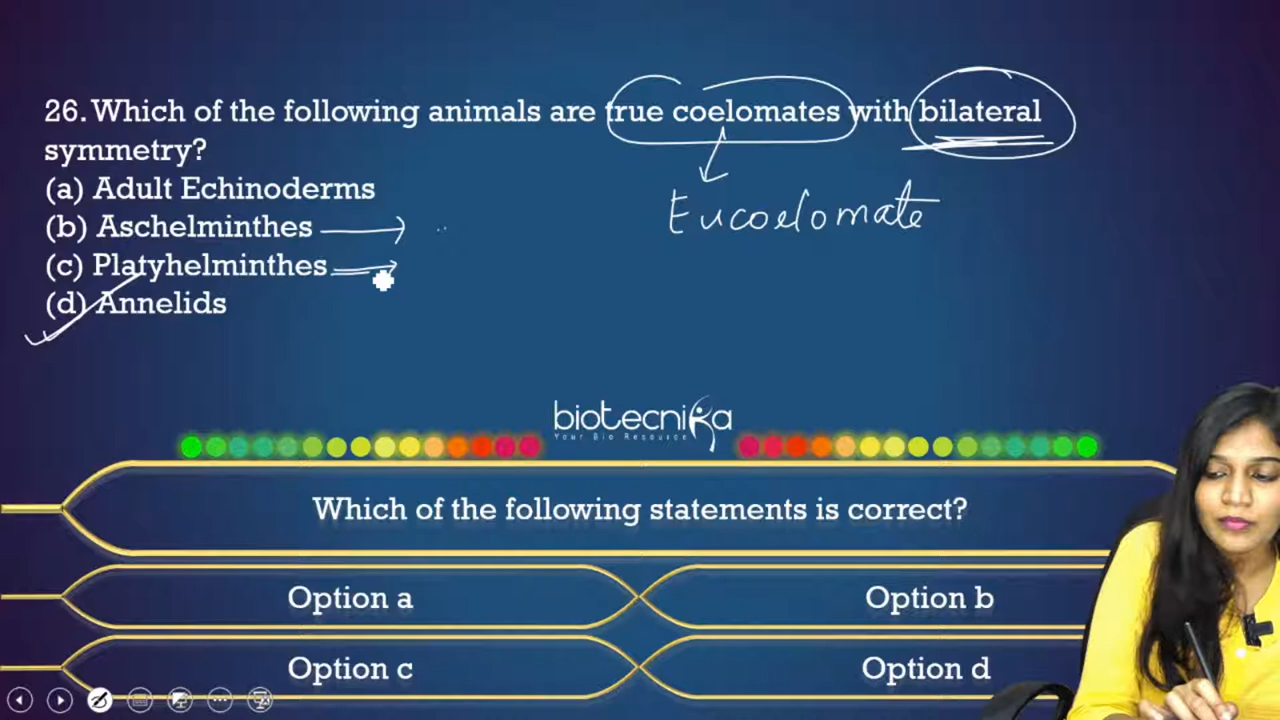 26. Which of the following animals are true coelomates with bilateral
symmetry?
(a) Adult Echinoderms
Eucoelomate
(b) Aschelminthes
(c) Platyhelminthes
(d) Annelids
biotecnika
Your Bio Resource
Which of the following statements is correct?
Option a
Option b
Option c
Option d